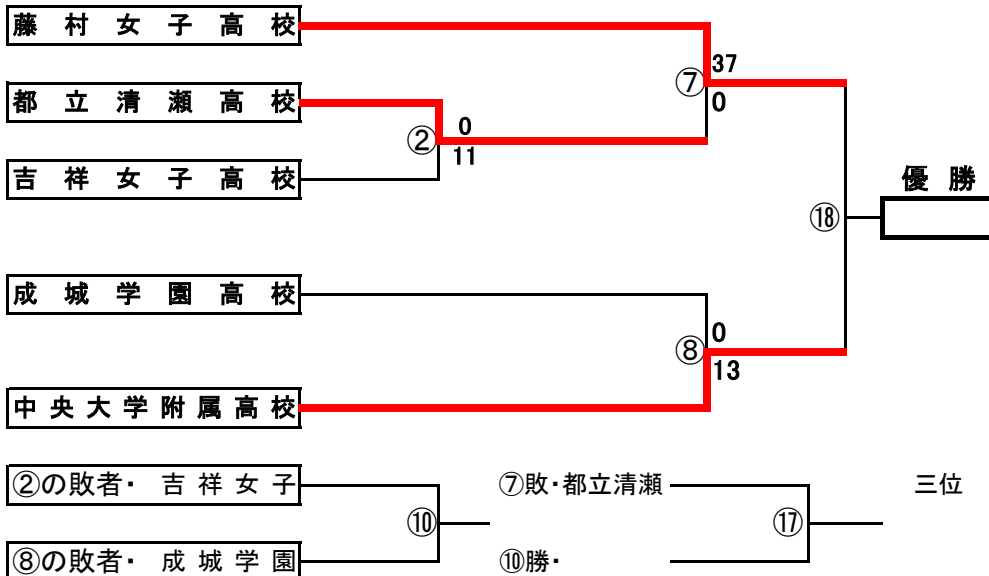 藤村女子高校
37
⑦
都立清瀬高校
0
0
②
11
吉祥女子高校
優勝
⑱
成城学園高校
0
⑧
13
中央大学附属高校
②の敗者・ 吉祥女子
⑦敗・都立清瀬
三位
⑩
⑰
⑧の敗者・ 成城学園
⑩勝・